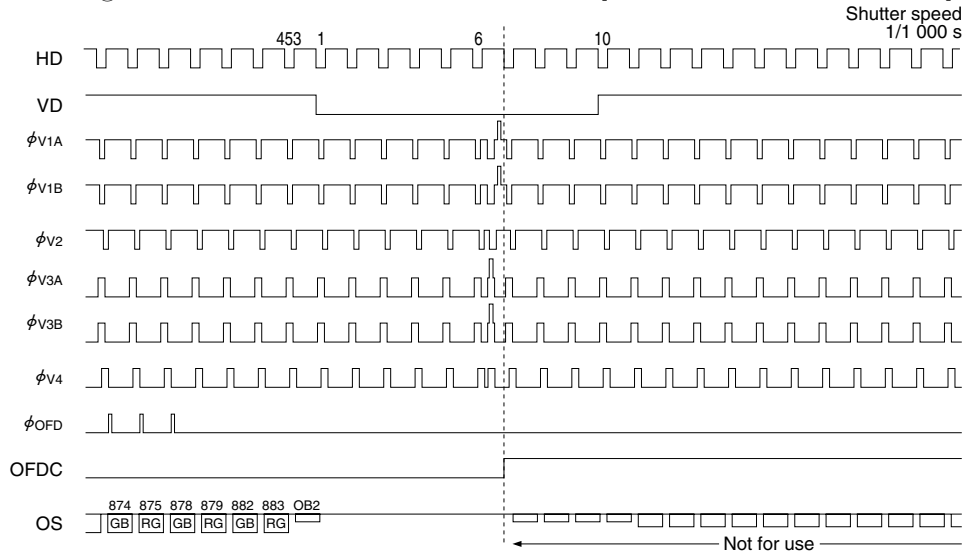 Shutter speed
1/1 000 s
453 1 6 10
HD
VD
ϕV1A
ϕV1B
ϕV2
ϕV3A
ϕV3B
ϕV4
ϕOFD
OFDC
874 875 878 879 882 883 OB2
OS GB RG GB RG GB RG
Not for use